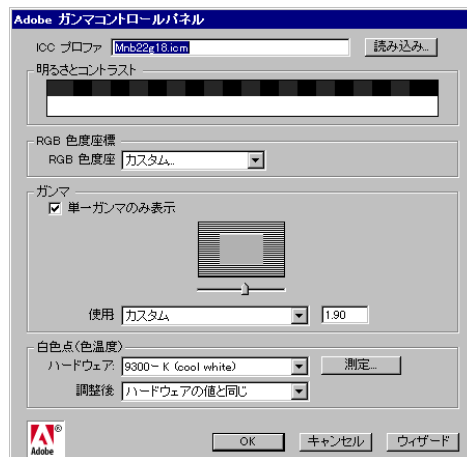 Adobe ガンマコントロールパネル
ICC プロファ Mnb22g18.icm 読み込み...
明るさとコントラスト
RGB 色度座標
RGB 色度座 カスタム...
ガンマ
単一ガンマのみ表示
使用 カスタム 1.90
白色点(色温度)
ハードウェア: 9300~ K (cool white) 測定...
調整後 ハードウェアの値と同じ
Adobe ® OK キャンセル ウィザード